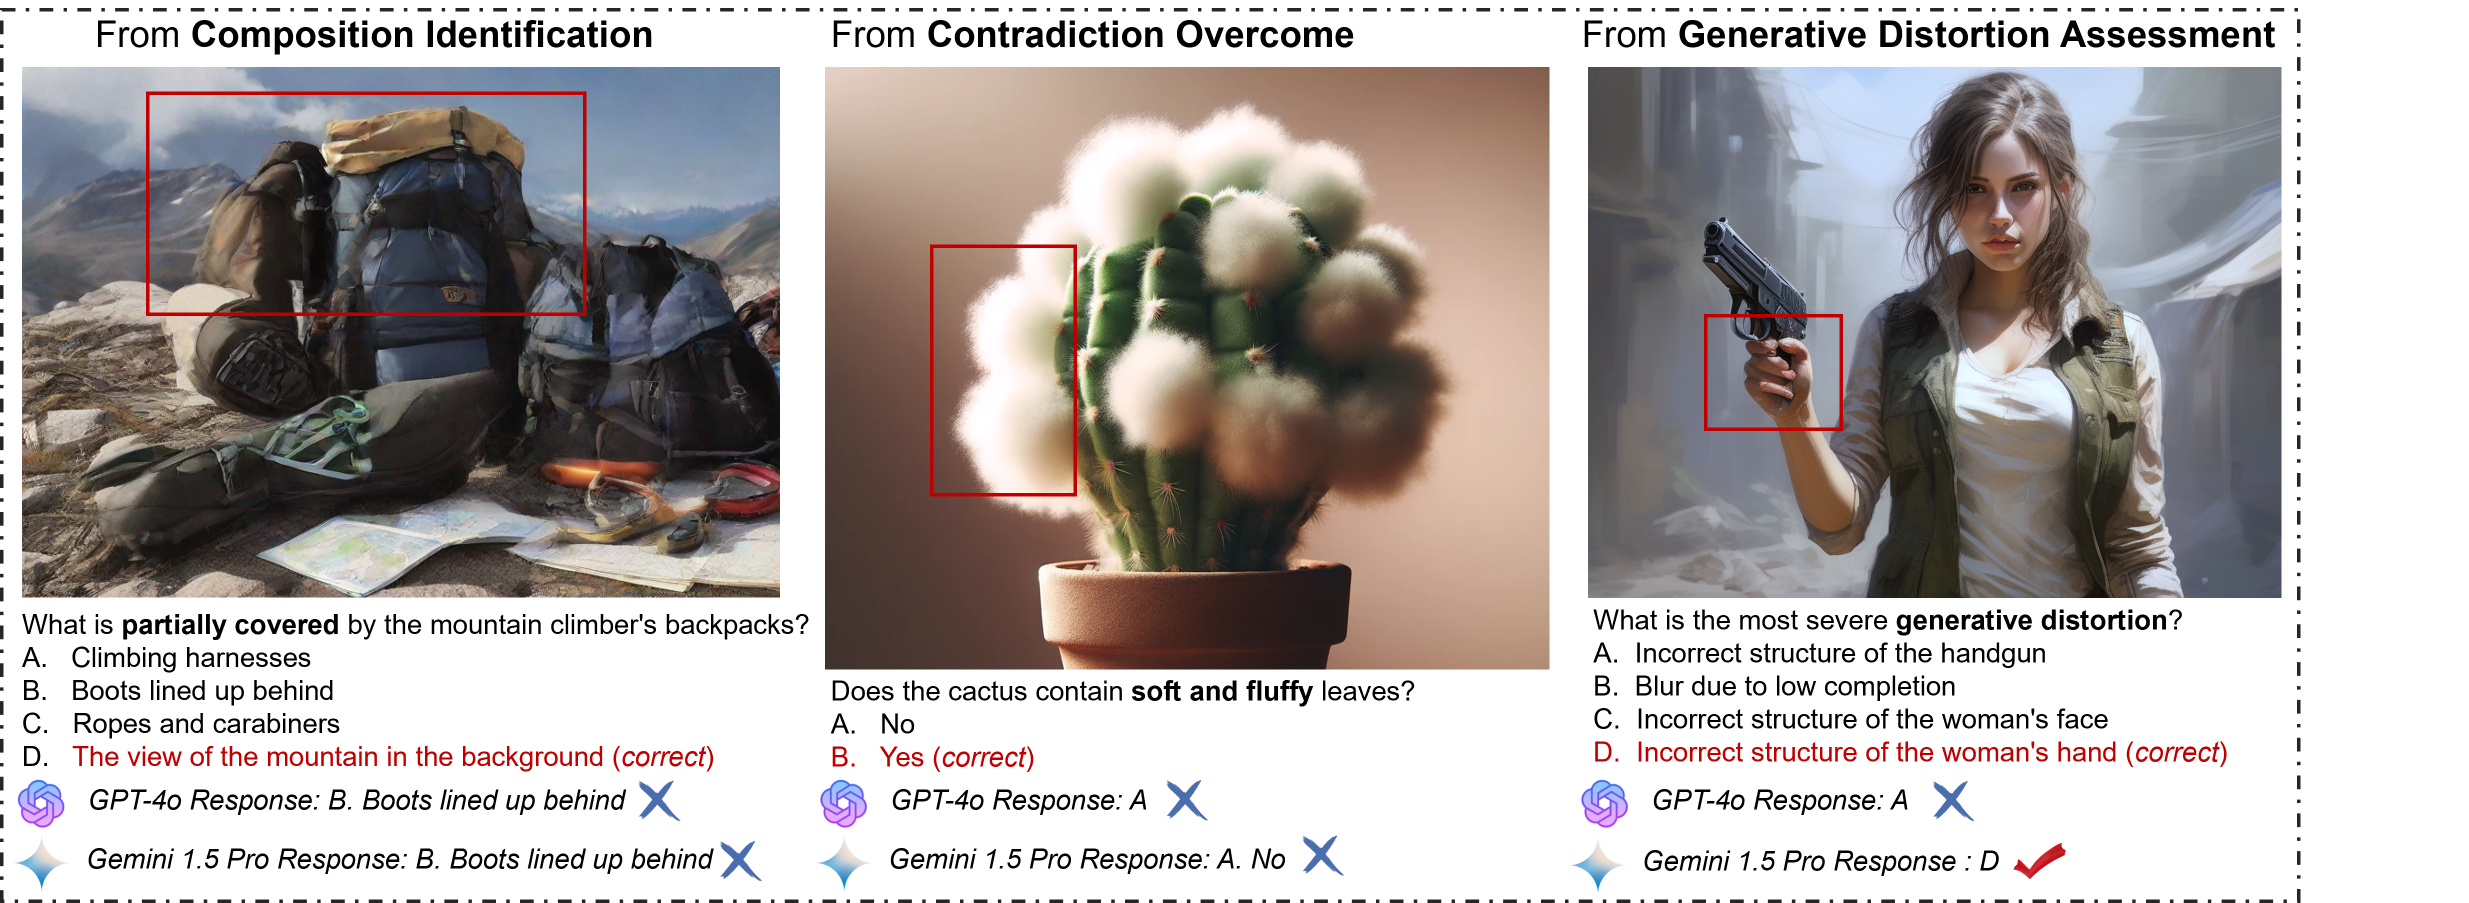 From Composition Identification
What is partially covered by the mountain climber's backpacks?
A. Climbing harnesses
B. Boots lined up behind
C. Ropes and carabiners
D. The view of the mountain in the background (correct)
GPT-4o Response: B. Boots lined up behind
Gemini 1.5 Pro Response: B. Boots lined up behind
From Contradiction Overcome
Does the cactus contain soft and fluffy leaves?
A. No
B. Yes (correct)
GPT-4o Response: A
Gemini 1.5 Pro Response: A. No
From Generative Distortion Assessment
What is the most severe generative distortion?
A. Incorrect structure of the handgun
B. Blur due to low completion
C. Incorrect structure of the woman's face
D. Incorrect structure of the woman's hand (correct)
GPT-4o Response: A
Gemini 1.5 Pro Response : D